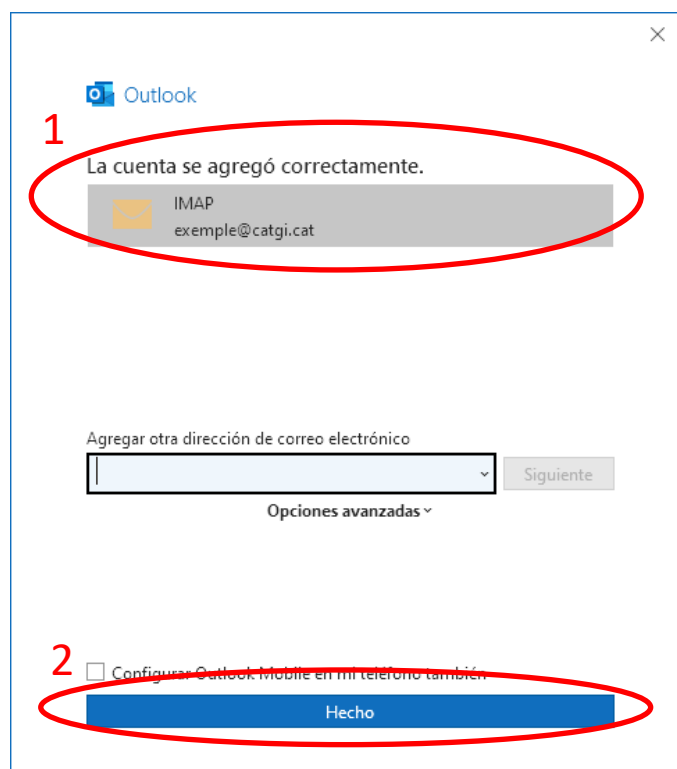 Outlook
1
La cuenta se agregó correctamente.
IMAP
exemple@catgi.cat
Agregar otra dirección de correo electrónico
Siguiente
Opciones avanzadas
2
Configurar Outlook Mobile en mi teléfono también
Hecho